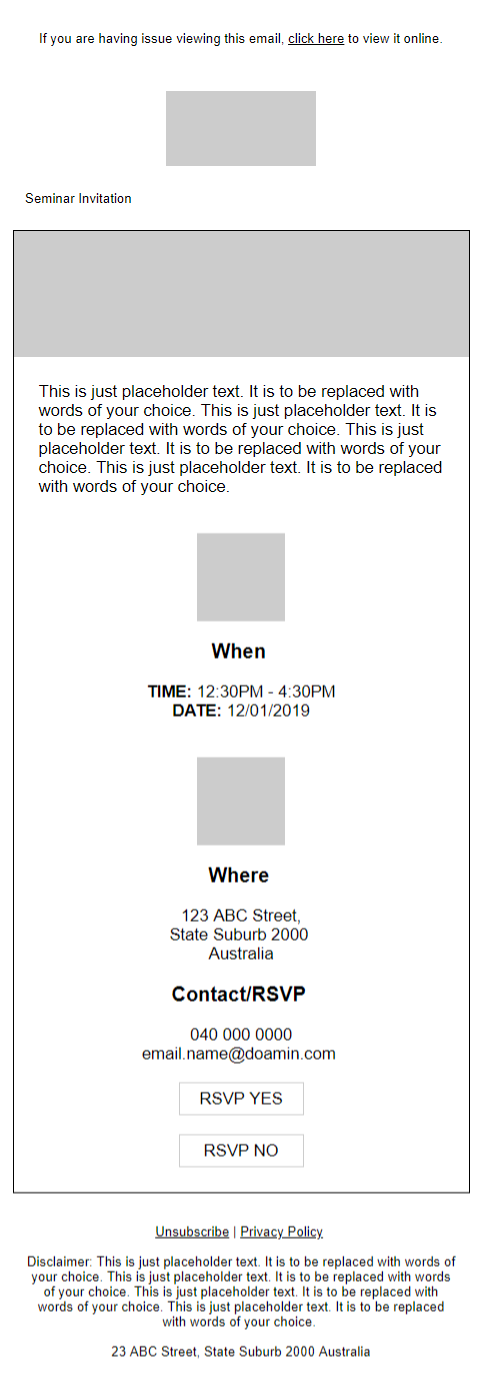 If you are having issue viewing this email, click here to view it online.
Seminar Invitation
This is just placeholder text. It is to be replaced with
words of your choice. This is just placeholder text. It is
to be replaced with words of your choice. This is just
placeholder text. It is to be replaced with words of your
choice. This is just placeholder text. It is to be replaced
with words of your choice.
When
TIME: 12:30PM - 4:30PM
DATE: 12/01/2019
Where
123 ABC Street,
State Suburb 2000
Australia
Contact/RSVP
040 000 0000
email.name@doamin.com
RSVP YES
RSVP NO
Unsubscribe | Privacy Policy
Disclaimer: This is just placeholder text. It is to be replaced with words of
your choice. This is just placeholder text. It is to be replaced with words
of your choice. This is just placeholder text. It is to be replaced with
words of your choice. This is just placeholder text. It is to be replaced
with words of your choice.
23 ABC Street, State Suburb 2000 Australia